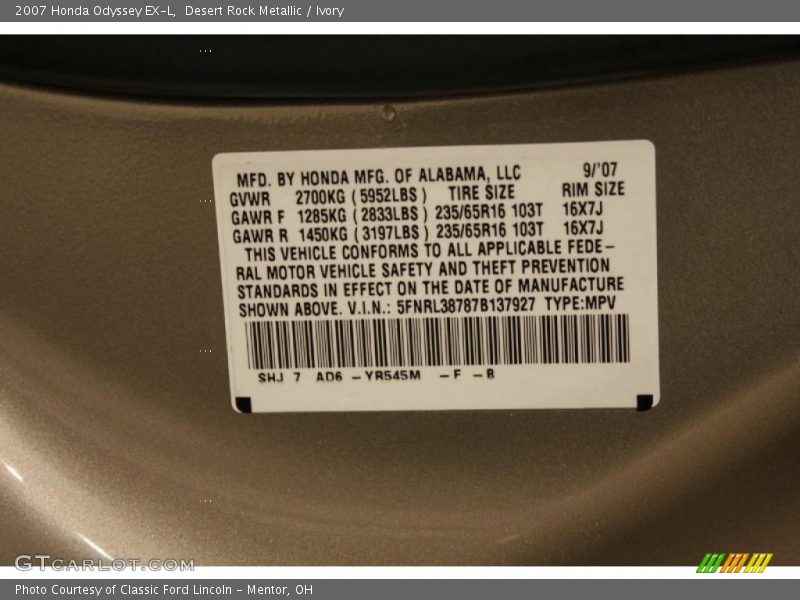 2007 Honda Odyssey EX-L, Desert Rock Metallic / Ivory
MFD. BY HONDA MFG. OF ALABAMA, LLC 9/'07
GVWR 2700KG ( 5952LBS ) TIRE SIZE RIM SIZE
GAWR F 1285KG ( 2833LBS ) 235/65R16 103T 16X7J
GAWR R 1450KG ( 3197LBS ) 235/65R16 103T 16X7J
THIS VEHICLE CONFORMS TO ALL APPLICABLE FEDE-
RAL MOTOR VEHICLE SAFETY AND THEFT PREVENTION
STANDARDS IN EFFECT ON THE DATE OF MANUFACTURE
SHOWN ABOVE. V.I.N.: 5FNRL38787B137927 TYPE:MPV
SHJ 7 AD6 -YR545M -F -B
GTcarlot.com
Photo Courtesy of Classic Ford Lincoln - Mentor, OH